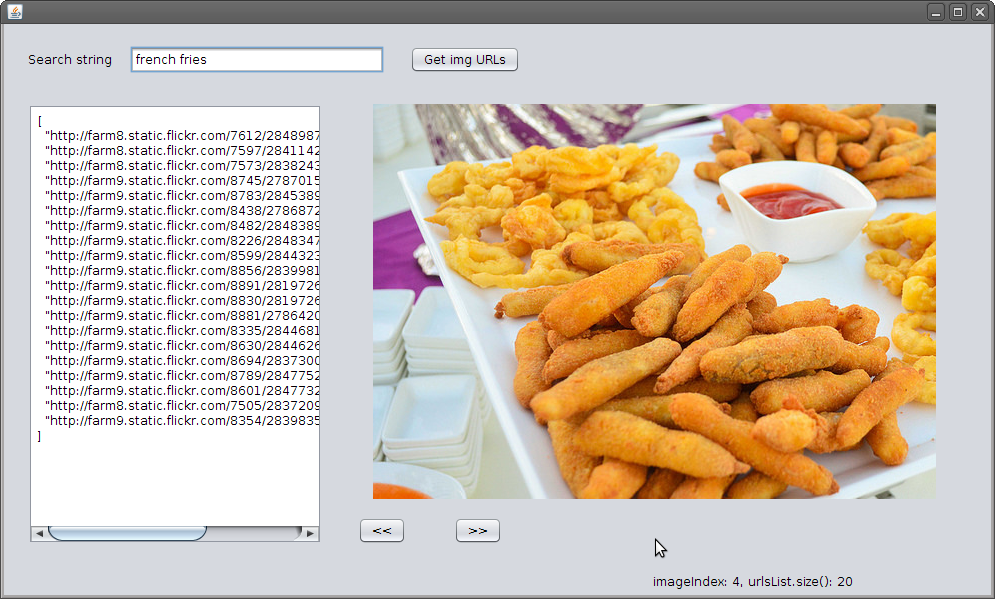 Search string
french fries
Get img URLs
[
"http://farm8.static.flickr.com/7612/2848987
"http://farm8.static.flickr.com/7597/2841142
"http://farm8.static.flickr.com/7573/2838243
"http://farm9.static.flickr.com/8745/2787015
"http://farm9.static.flickr.com/8783/2845389
"http://farm9.static.flickr.com/8438/2786872
"http://farm9.static.flickr.com/8482/2848389
"http://farm9.static.flickr.com/8226/2848347
"http://farm9.static.flickr.com/8599/2844323
"http://farm9.static.flickr.com/8856/2839981
"http://farm9.static.flickr.com/8891/2819726
"http://farm9.static.flickr.com/8830/2819726
"http://farm9.static.flickr.com/8881/2786420
"http://farm9.static.flickr.com/8335/2844681
"http://farm9.static.flickr.com/8630/2844626
"http://farm9.static.flickr.com/8694/2837300
"http://farm9.static.flickr.com/8789/2847752
"http://farm9.static.flickr.com/8601/2847732
"http://farm8.static.flickr.com/7505/2837209
"http://farm9.static.flickr.com/8354/2839835
]
<<
>>
imageIndex: 4, urlsList.size(): 20